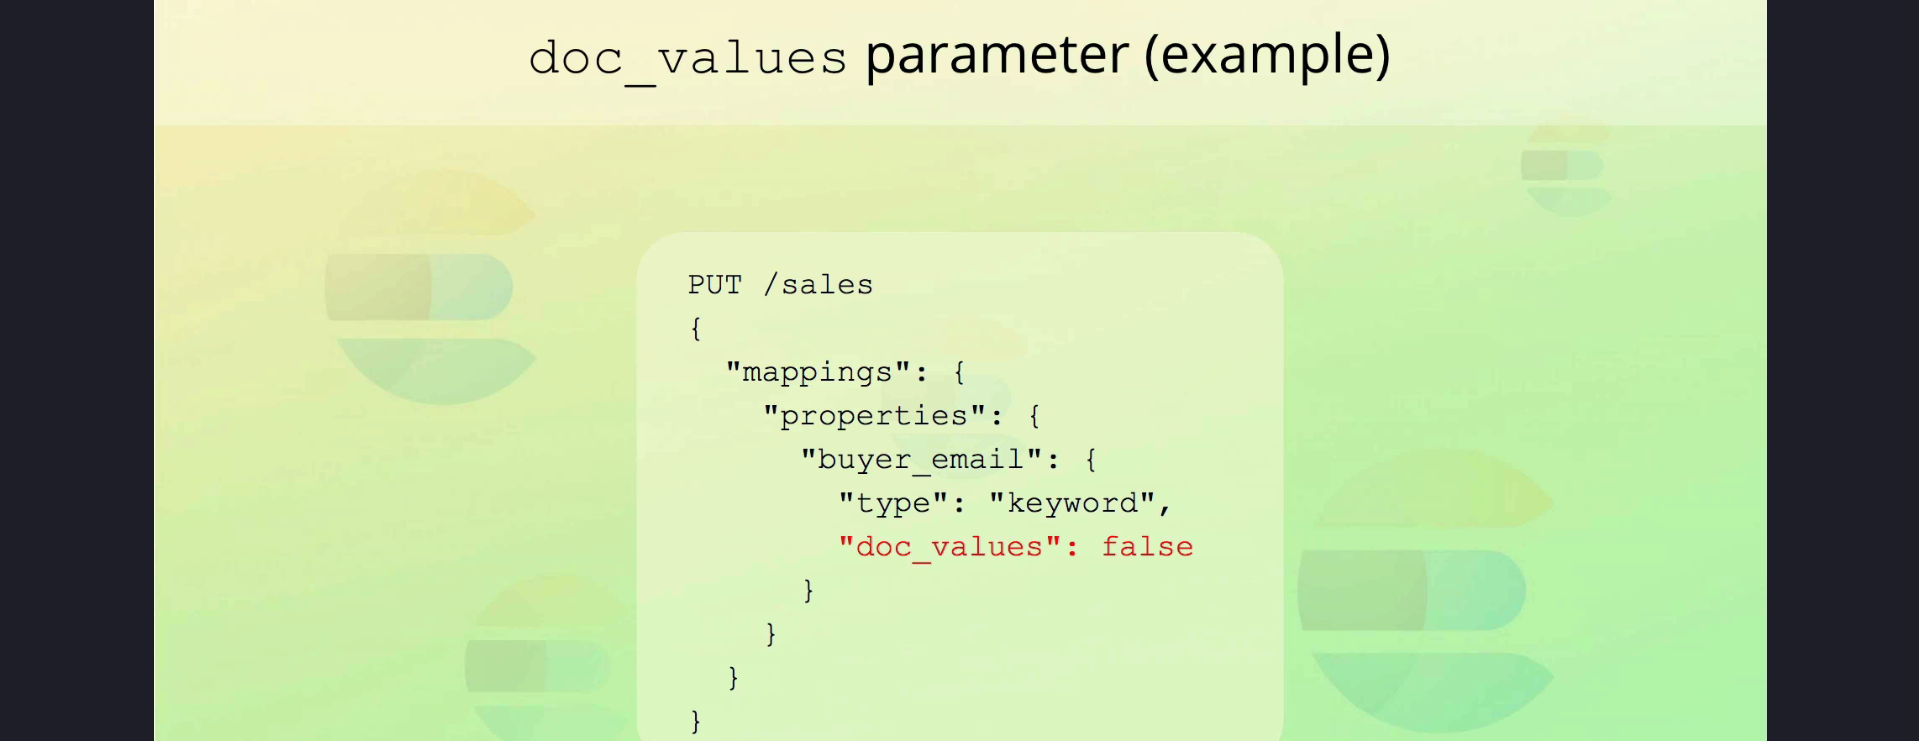 doc_values parameter (example)
PUT /sales
{
  "mappings": {
    "properties": {
      "buyer_email": {
        "type": "keyword",
        "doc_values": false
      }
    }
  }
}